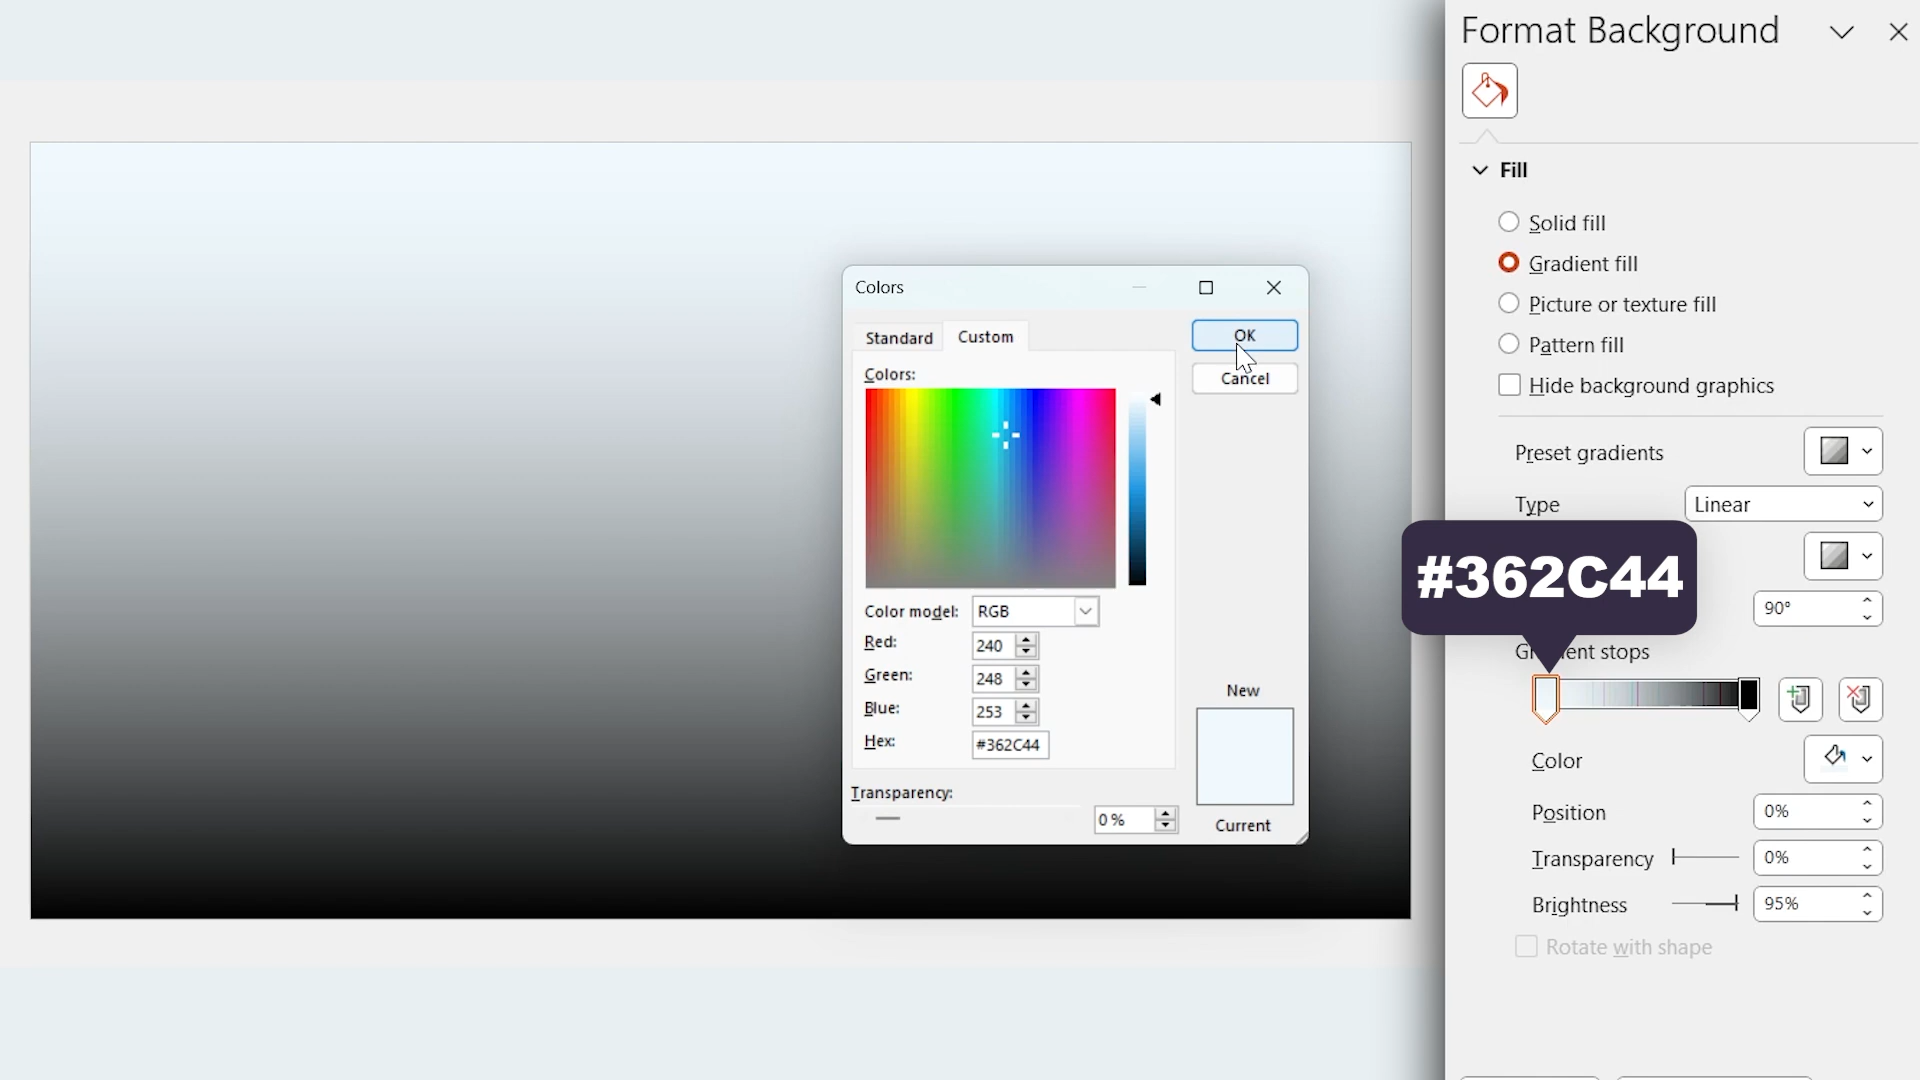 Format Background
Fill
Solid fill
Gradient fill
Picture or texture fill
Pattern fill
Hide background graphics
Preset gradients
Type
Linear
#362C44
90°
Gradient stops
Color
Position
0%
Transparency
0%
Brightness
95%
Rotate with shape
Colors
Standard
Custom
OK
Cancel
Colors:
Color model:
RGB
Red:
240
Green:
248
Blue:
253
Hex:
#362C44
Transparency:
0 %
New
Current